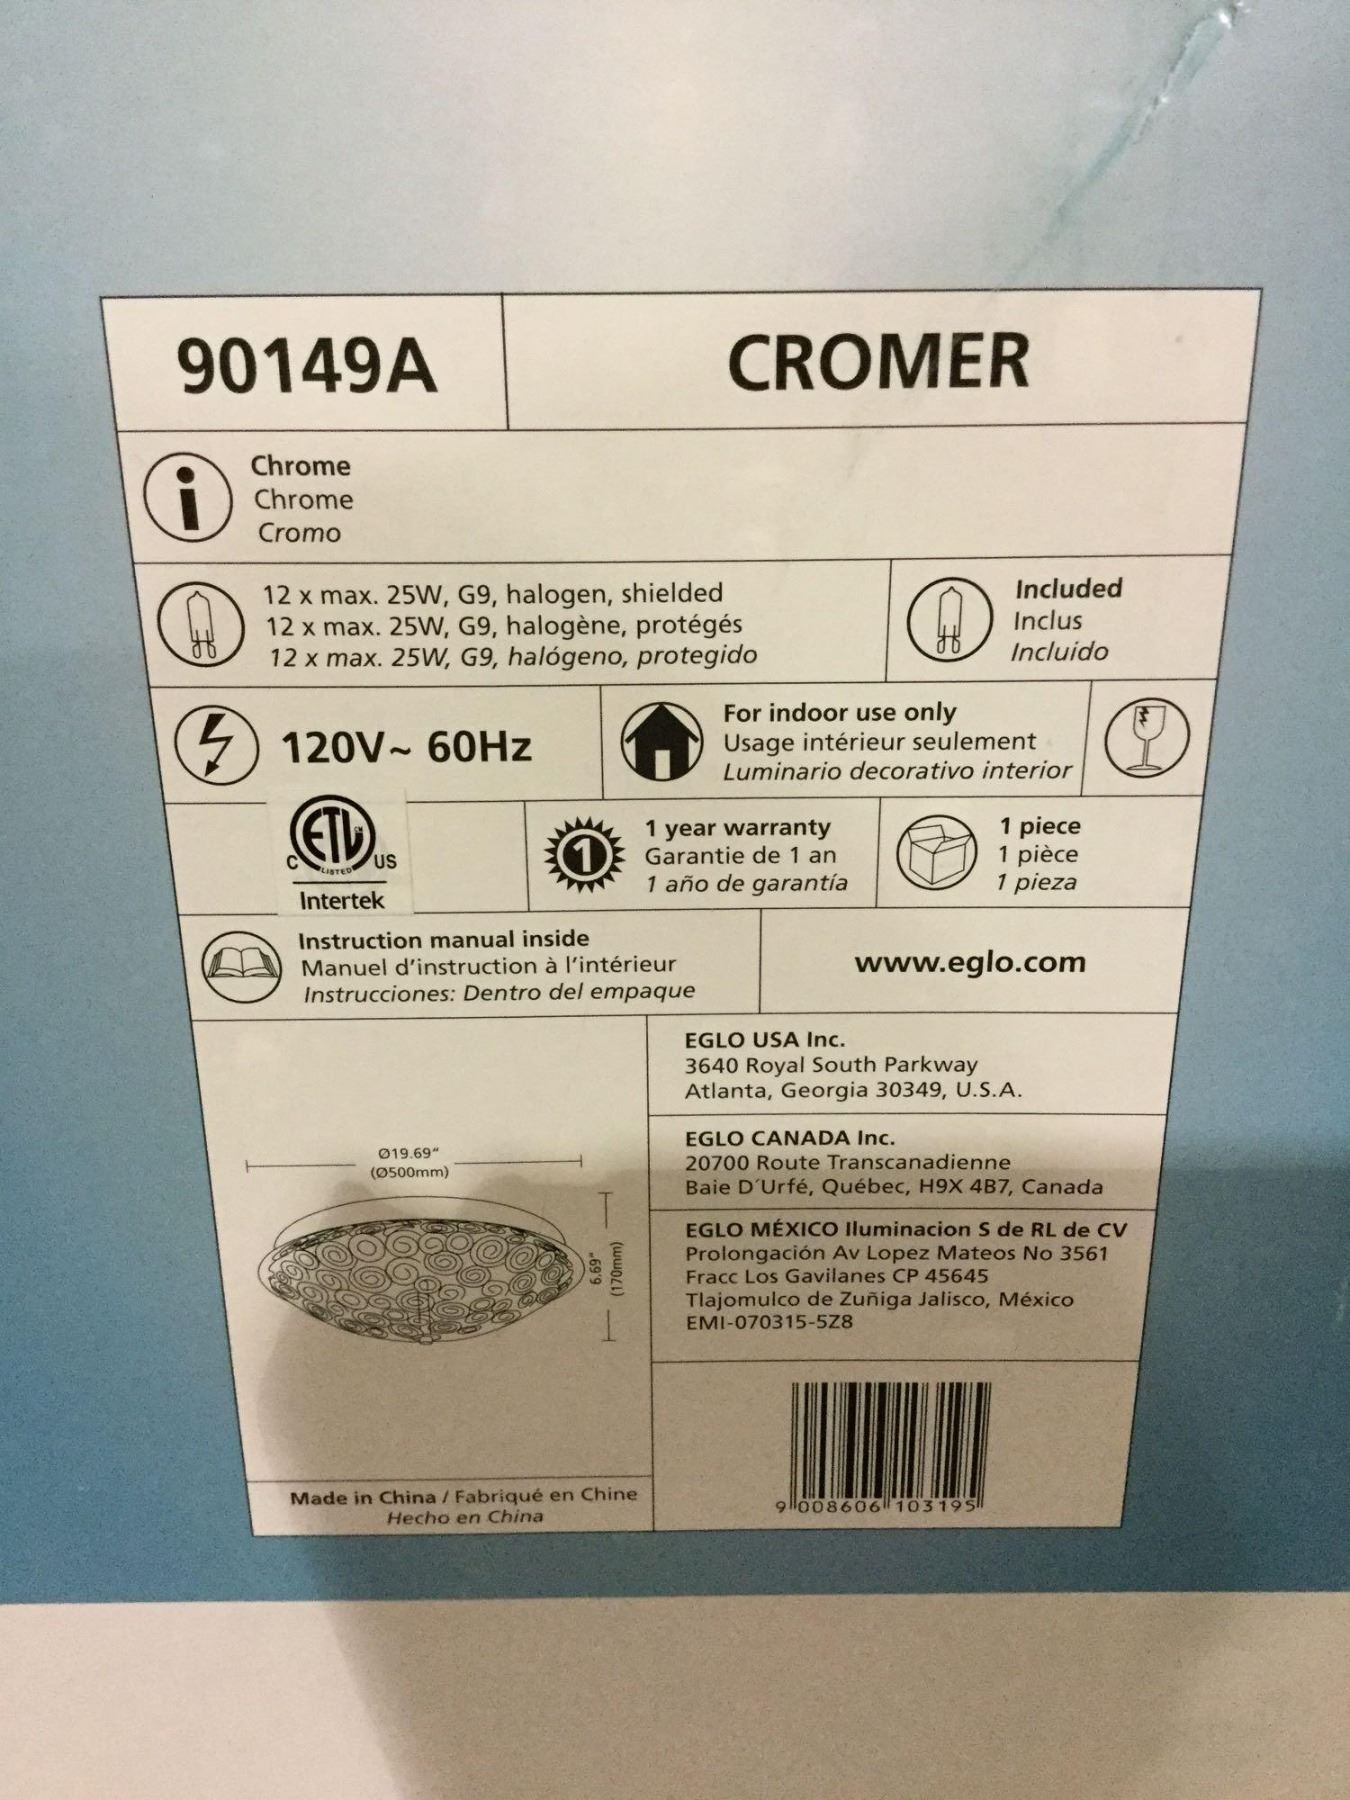 90149A
CROMER
Chrome
Chrome
Cromo
12 x max. 25W, G9, halogen, shielded
12 x max. 25W, G9, halogène, protégés
12 x max. 25W, G9, halógeno, protegido
Included
Inclus
Incluido
120V~ 60Hz
For indoor use only
Usage intérieur seulement
Luminario decorativo interior
ETL CM
C LISTED US
Intertek
1
1 year warranty
Garantie de 1 an
1 año de garantía
1 piece
1 pièce
1 pieza
Instruction manual inside
Manuel d'instruction à l'intérieur
Instrucciones: Dentro del empaque
www.eglo.com
EGLO USA Inc.
3640 Royal South Parkway
Atlanta, Georgia 30349, U.S.A.
EGLO CANADA Inc.
20700 Route Transcanadienne
Baie D´Urfé, Québec, H9X 4B7, Canada
EGLO MÉXICO Iluminacion S de RL de CV
Prolongación Av Lopez Mateos No 3561
Fracc Los Gavilanes CP 45645
Tlajomulco de Zuñiga Jalisco, México
EMI-070315-5Z8
Ø19.69“
(Ø500mm)
6.69“
(170mm)
Made in China / Fabriqué en Chine
Hecho en China
9 008606 103195